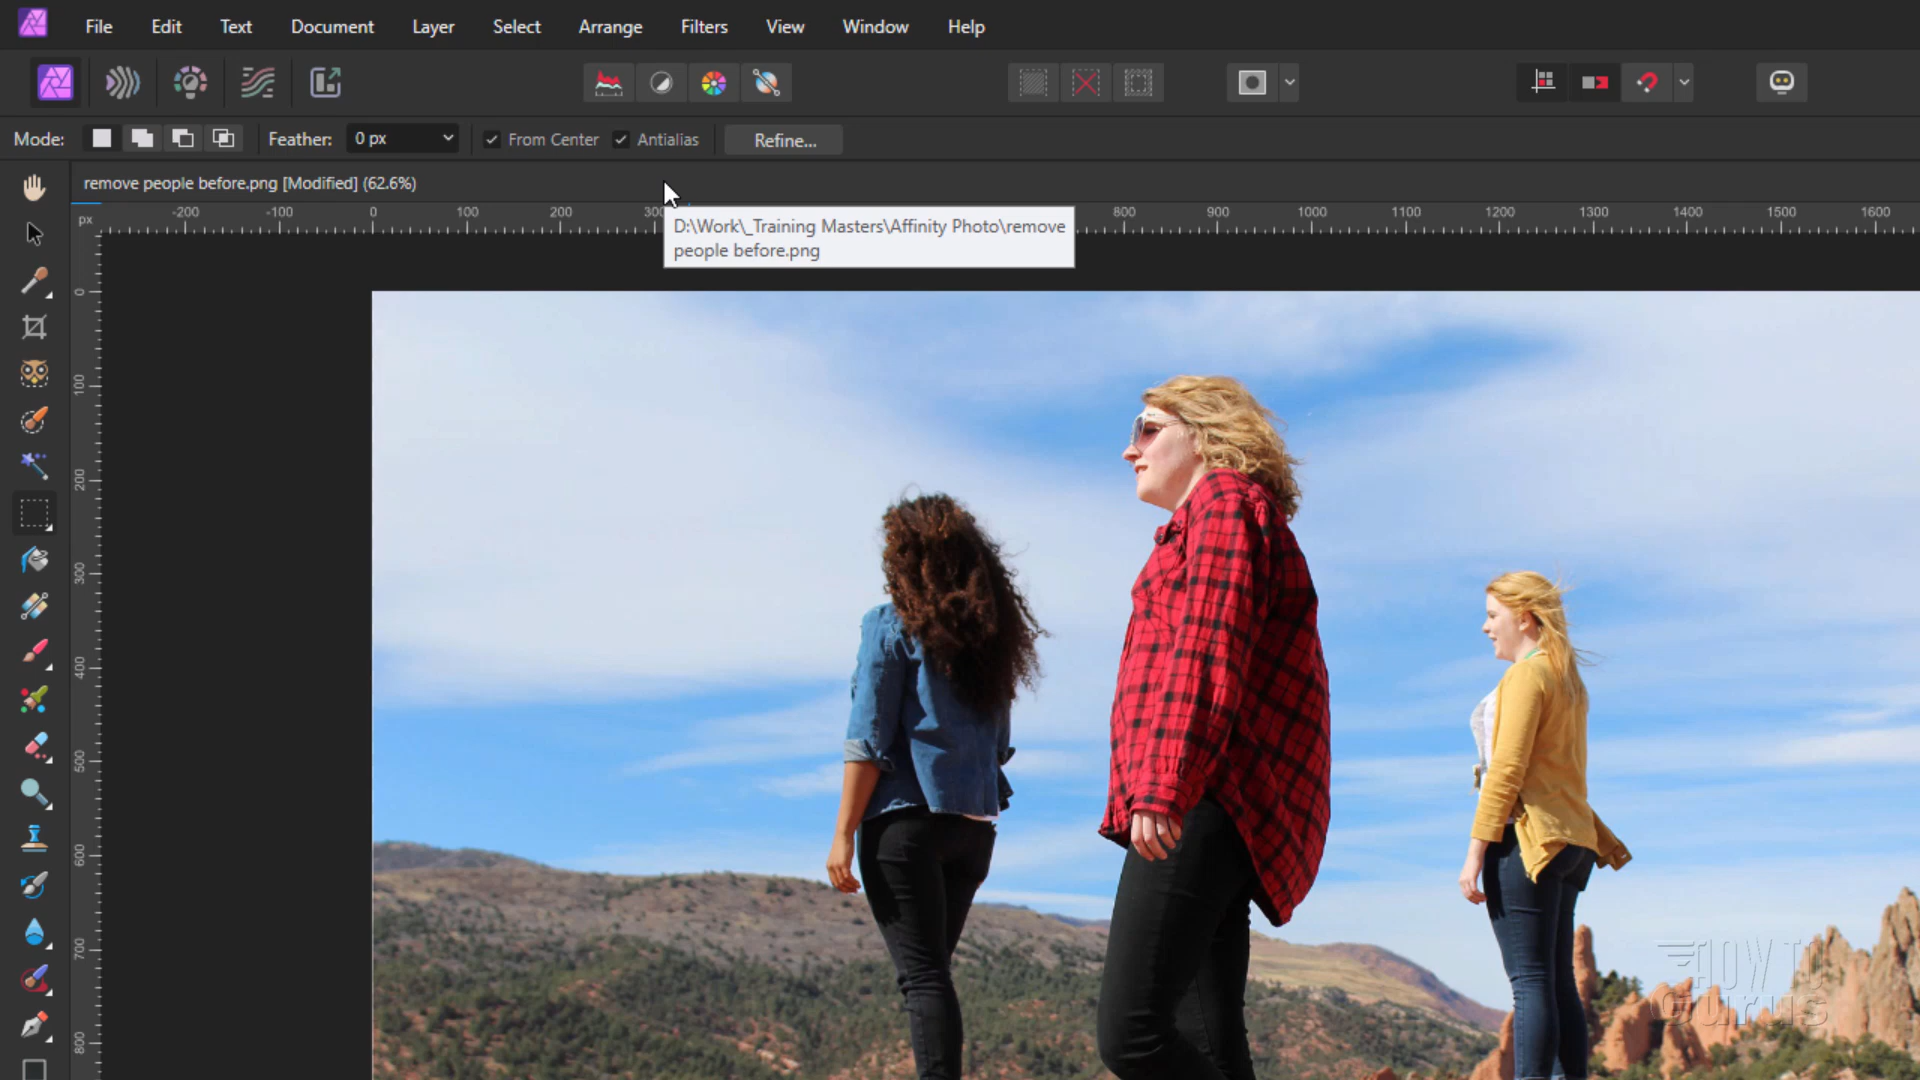 File Edit Text Document Layer Select Arrange Filters View Window Help
Mode: Feather: 0 px From Center Antialias Refine...
remove people before.png [Modified] (62.6%)
px -200 -100 0 100 200 300 800 900 1000 1100 1200 1300 1400 1500 1600
D:\Work\_Training Masters\Affinity Photo\remove
people before.png
0
100
200
300
400
500
600
700
800
HOW TO
Gurus